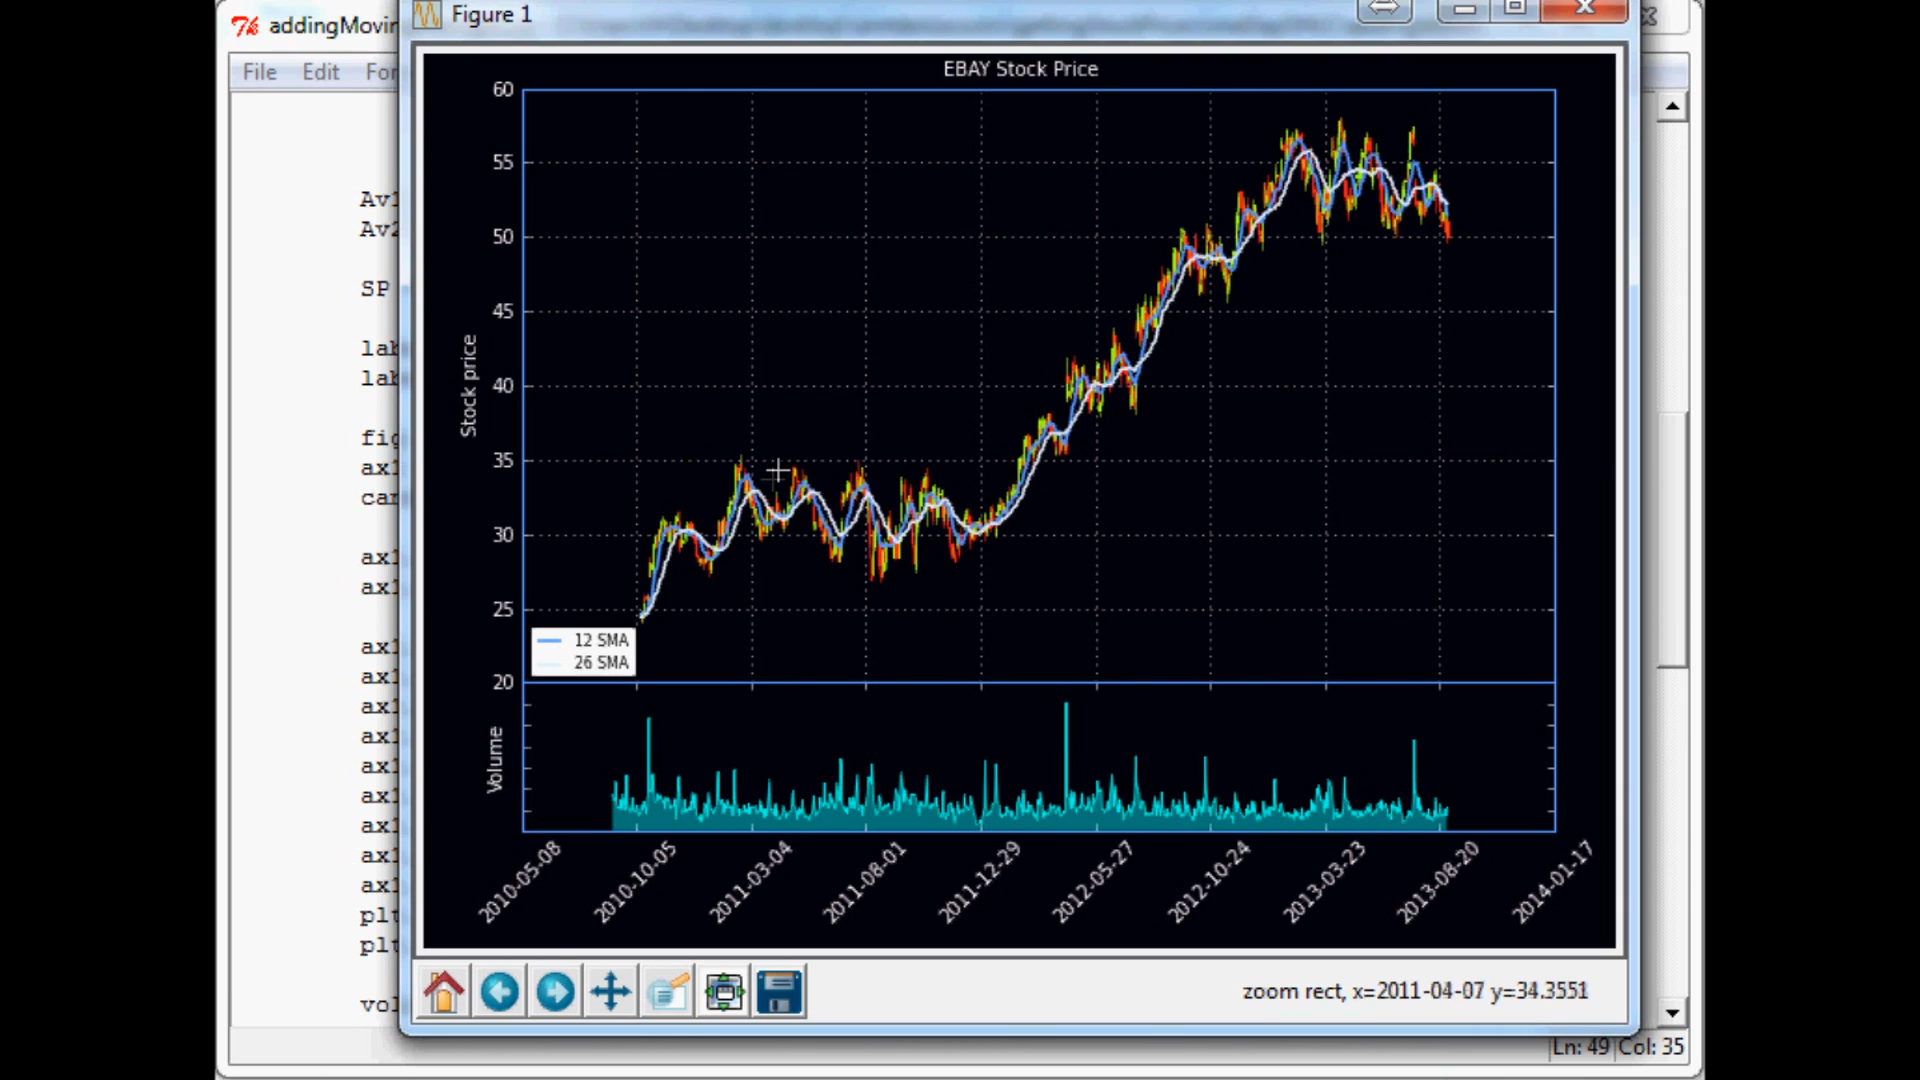 addingMovin
Figure 1
File Edit For
EBAY Stock Price
60
55
50
45
40
35
30
25
20
Stock price
12 SMA
26 SMA
Volume
2010-05-08
2010-10-05
2011-03-04
2011-08-01
2011-12-29
2012-05-27
2012-10-24
2013-03-23
2013-08-20
2014-01-17
Av1
Av2
SP
lab
lab
fig
ax1
can
ax1
ax1
ax1
ax1
ax1
ax1
ax1
ax1
ax1
ax1
ax1
plt
plt
vol
zoom rect, x=2011-04-07 y=34.3551
Ln: 49 Col: 35